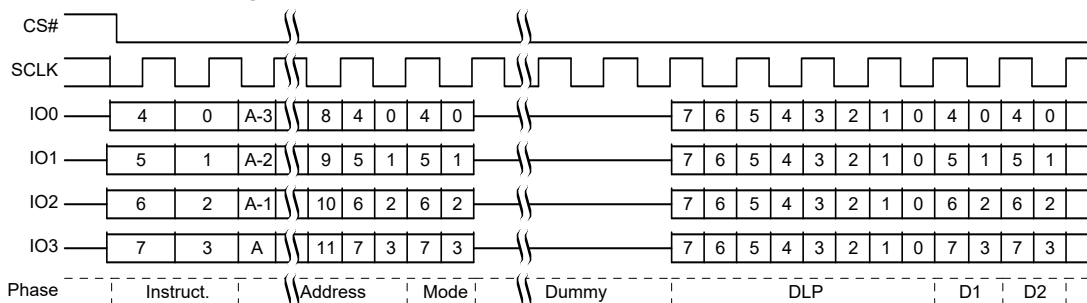 CS#
SCLK
IO0 4 0 A-3 8 4 0 4 0 7 6 5 4 3 2 1 0 4 0 4 0
IO1 5 1 A-2 9 5 1 5 1 7 6 5 4 3 2 1 0 5 1 5 1
IO2 6 2 A-1 10 6 2 6 2 7 6 5 4 3 2 1 0 6 2 6 2
IO3 7 3 A 11 7 3 7 3 7 6 5 4 3 2 1 0 7 3 7 3
Phase Instruct. Address Mode Dummy DLP D1 D2